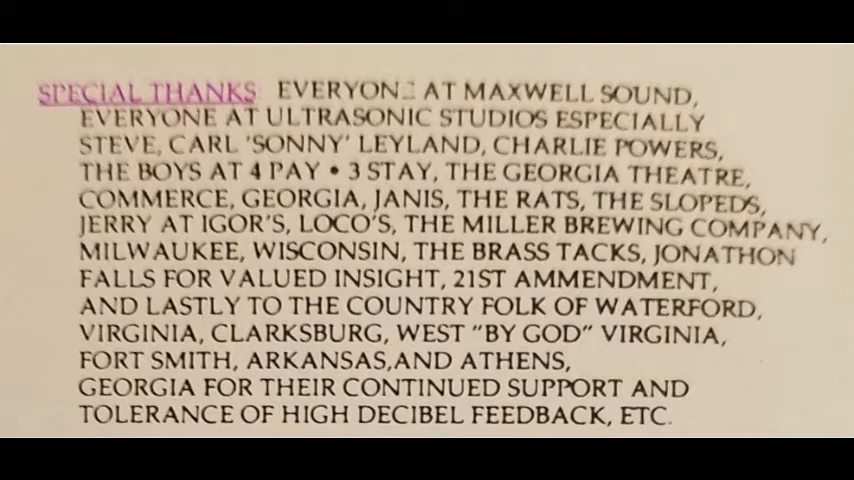 SPECIAL THANKS EVERYONE AT MAXWELL SOUND,
EVERYONE AT ULTRASONIC STUDIOS ESPECIALLY
STEVE, CARL 'SONNY' LEYLAND, CHARLIE POWERS,
THE BOYS AT 4 PAY • 3 STAY, THE GEORGIA THEATRE,
COMMERCE, GEORGIA, JANIS, THE RATS, THE SLOPEDS,
JERRY AT IGOR'S, LOCO'S, THE MILLER BREWING COMPANY,
MILWAUKEE, WISCONSIN, THE BRASS TACKS, JONATHON
FALLS FOR VALUED INSIGHT, 21ST AMMENDMENT,
AND LASTLY TO THE COUNTRY FOLK OF WATERFORD,
VIRGINIA, CLARKSBURG, WEST "BY GOD" VIRGINIA,
FORT SMITH, ARKANSAS,AND ATHENS,
GEORGIA FOR THEIR CONTINUED SUPPORT AND
TOLERANCE OF HIGH DECIBEL FEEDBACK, ETC.